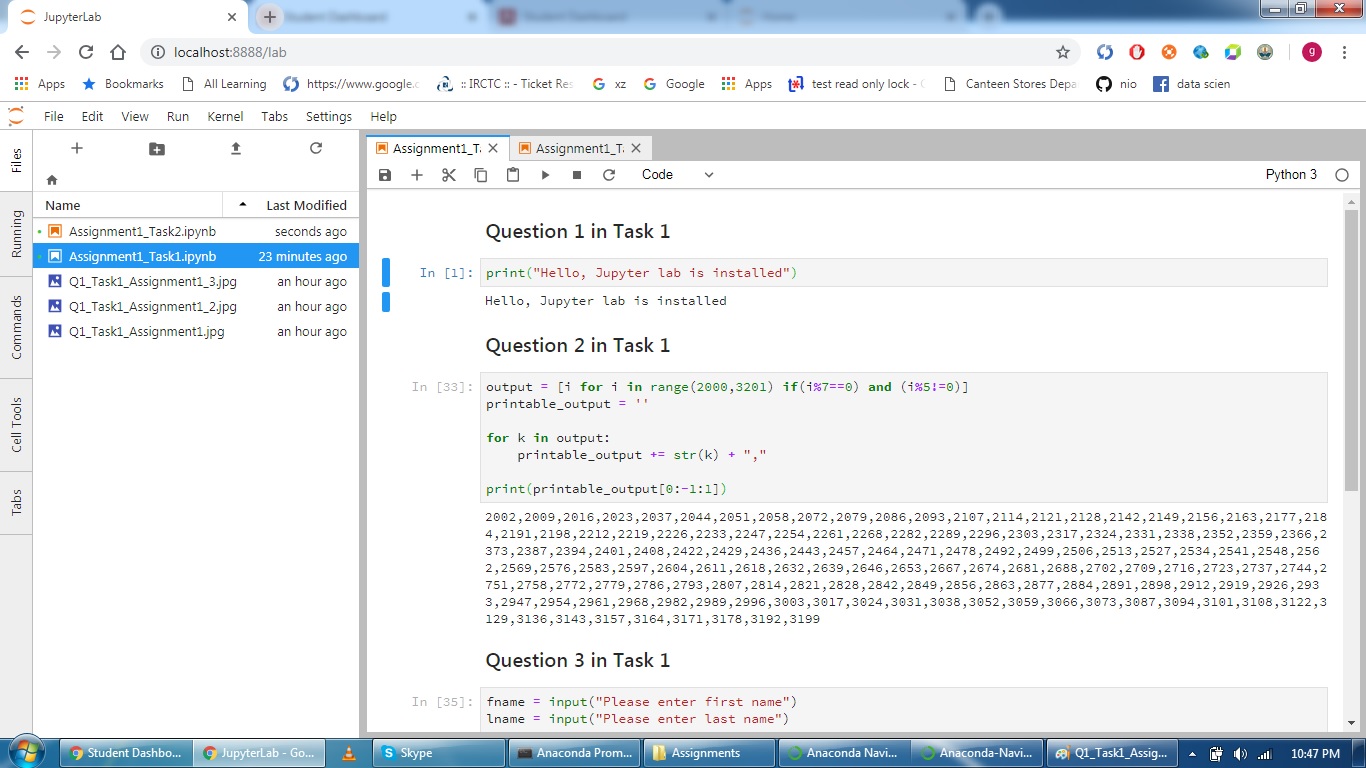 JupyterLab
Student Dashboard
Student Dashboard
Home
localhost:8888/lab
g
Apps
Bookmarks
All Learning
https://www.google.c
:: IRCTC :: - Ticket Res
xz
Google
Apps
test read only lock - G
Canteen Stores Depa
nio
data scien
File Edit View Run Kernel Tabs Settings Help
Files
Running
Commands
Cell Tools
Tabs
Name Last Modified
Assignment1_Task2.ipynb seconds ago
Assignment1_Task1.ipynb 23 minutes ago
Q1_Task1_Assignment1_3.jpg an hour ago
Q1_Task1_Assignment1_2.jpg an hour ago
Q1_Task1_Assignment1.jpg an hour ago
Assignment1_T
Assignment1_T
Code
Python 3
Question 1 in Task 1
In [1]: print("Hello, Jupyter lab is installed")
Hello, Jupyter lab is installed
Question 2 in Task 1
In [33]: output = [i for i in range(2000,3201) if(i%7==0) and (i%5!=0)]
printable_output = ''
for k in output:
printable_output += str(k) + ","
print(printable_output[0:-1:1])
2002,2009,2016,2023,2037,2044,2051,2058,2072,2079,2086,2093,2107,2114,2121,2128,2142,2149,2156,2163,2177,218
4,2191,2198,2212,2219,2226,2233,2247,2254,2261,2268,2282,2289,2296,2303,2317,2324,2331,2338,2352,2359,2366,2
373,2387,2394,2401,2408,2422,2429,2436,2443,2457,2464,2471,2478,2492,2499,2506,2513,2527,2534,2541,2548,256
2,2569,2576,2583,2597,2604,2611,2618,2632,2639,2646,2653,2667,2674,2681,2688,2702,2709,2716,2723,2737,2744,2
751,2758,2772,2779,2786,2793,2807,2814,2821,2828,2842,2849,2856,2863,2877,2884,2891,2898,2912,2919,2926,293
3,2947,2954,2961,2968,2982,2989,2996,3003,3017,3024,3031,3038,3052,3059,3066,3073,3087,3094,3101,3108,3122,3
129,3136,3143,3157,3164,3171,3178,3192,3199
Question 3 in Task 1
In [35]: fname = input("Please enter first name")
lname = input("Please enter last name")
Student Dashbo...
JupyterLab - Go...
Skype
Anaconda Prom...
Assignments
Anaconda Navi...
Anaconda-Navi...
Q1_Task1_Assig...
10:47 PM